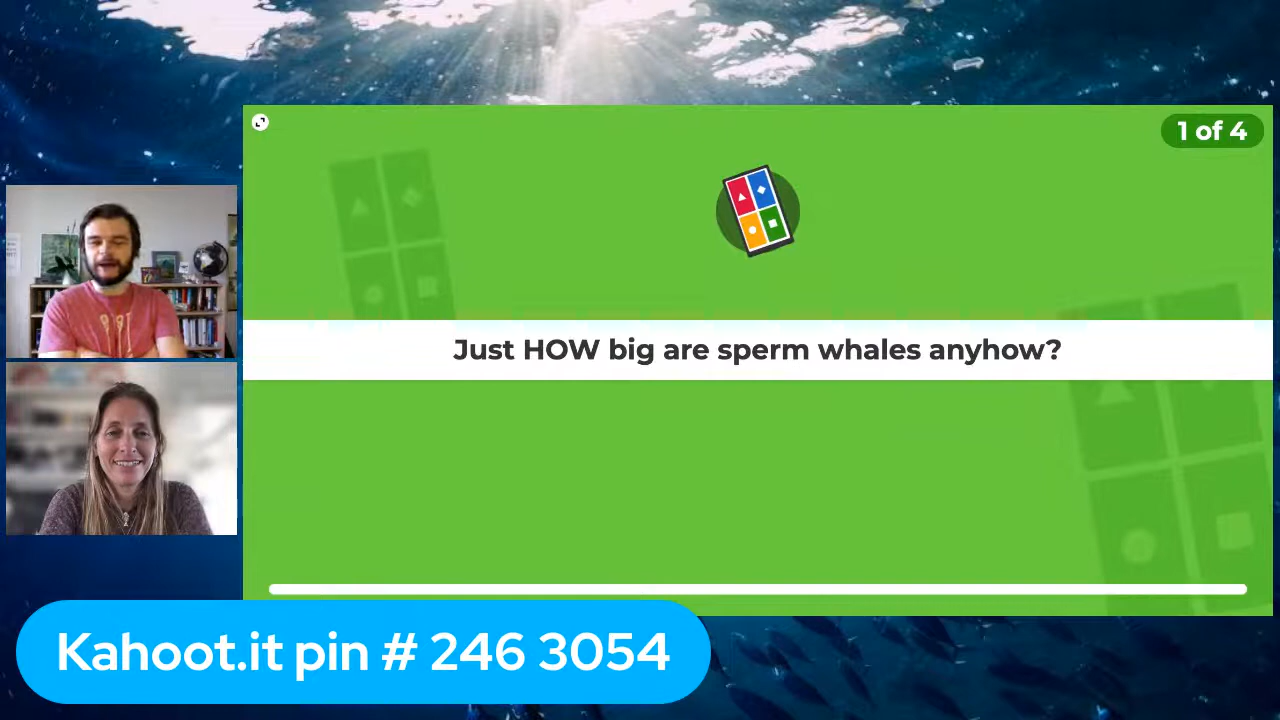 1 of 4
Just HOW big are sperm whales anyhow?
Kahoot.it pin # 246 3054